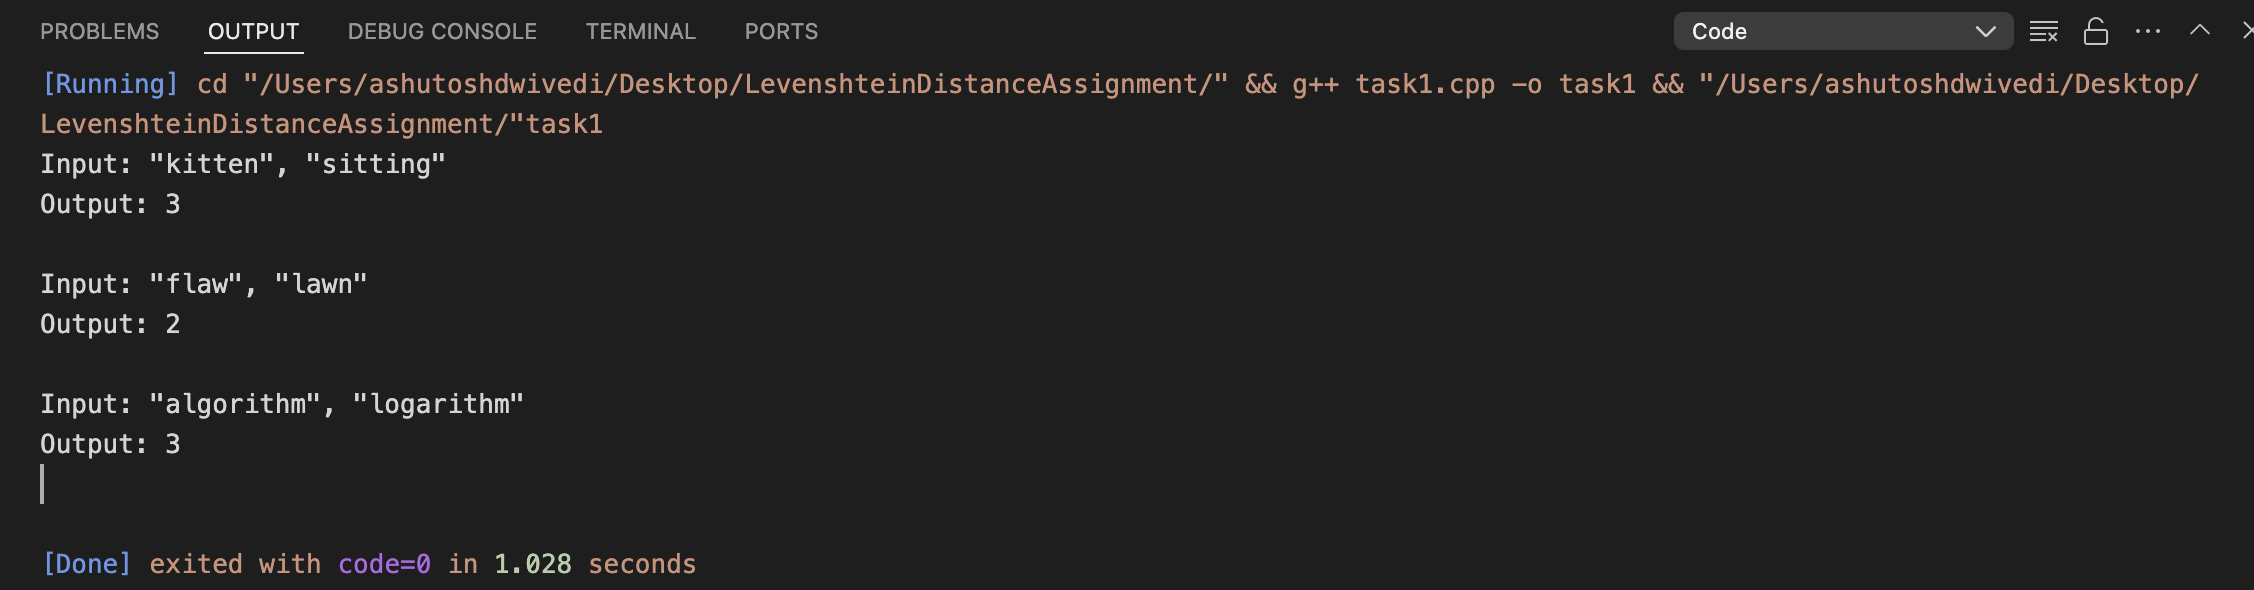 PROBLEMS OUTPUT DEBUG CONSOLE TERMINAL PORTS Code
[Running] cd "/Users/ashutoshdwivedi/Desktop/LevenshteinDistanceAssignment/" && g++ task1.cpp -o task1 && "/Users/ashutoshdwivedi/Desktop/
LevenshteinDistanceAssignment/"task1
Input: "kitten", "sitting"
Output: 3
Input: "flaw", "lawn"
Output: 2
Input: "algorithm", "logarithm"
Output: 3
[Done] exited with code=0 in 1.028 seconds